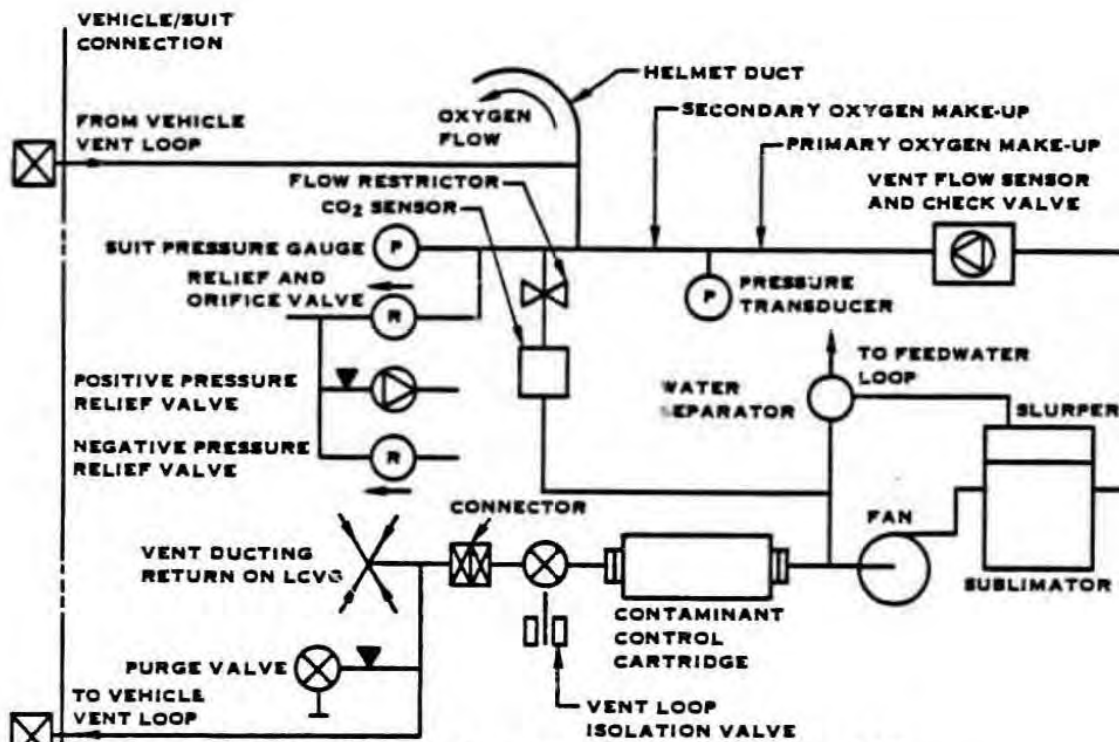 VEHICLE/SUIT
CONNECTION
HELMET DUCT
OXYGEN
FLOW
SECONDARY OXYGEN MAKE-UP
FROM VEHICLE
VENT LOOP
PRIMARY OXYGEN MAKE-UP
FLOW RESTRICTOR
VENT FLOW SENSOR
AND CHECK VALVE
CO₂ SENSOR
SUIT PRESSURE GAUGE
P
RELIEF AND
ORIFICE VALVE
R
P
PRESSURE
TRANSDUCER
TO FEEDWATER
LOOP
POSITIVE PRESSURE
RELIEF VALVE
WATER
SEPARATOR
SLURPER
NEGATIVE PRESSURE
RELIEF VALVE
R
CONNECTOR
FAN
VENT DUCTING
RETURN ON LCVG
SUBLIMATOR
CONTAMINANT
CONTROL
CARTRIDGE
PURGE VALVE
TO VEHICLE
VENT LOOP
VENT LOOP
ISOLATION VALVE